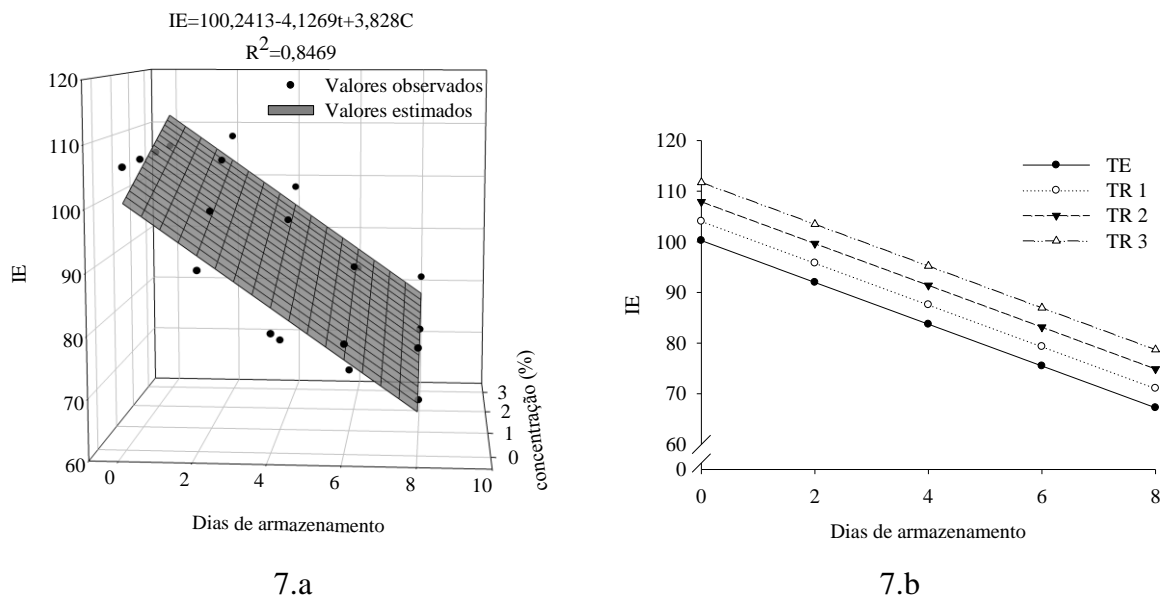 IE=100,2413-4,1269t+3,828C
R2=0,8469
120
110
100
90
80
70
60
IE
Valores observados
Valores estimados
0
2
4
6
8
10
Dias de armazenamento
3
2
1
0
concentração (%)
7.a
120
110
100
90
80
70
60
0
IE
TE
TR 1
TR 2
TR 3
0
2
4
6
8
Dias de armazenamento
7.b